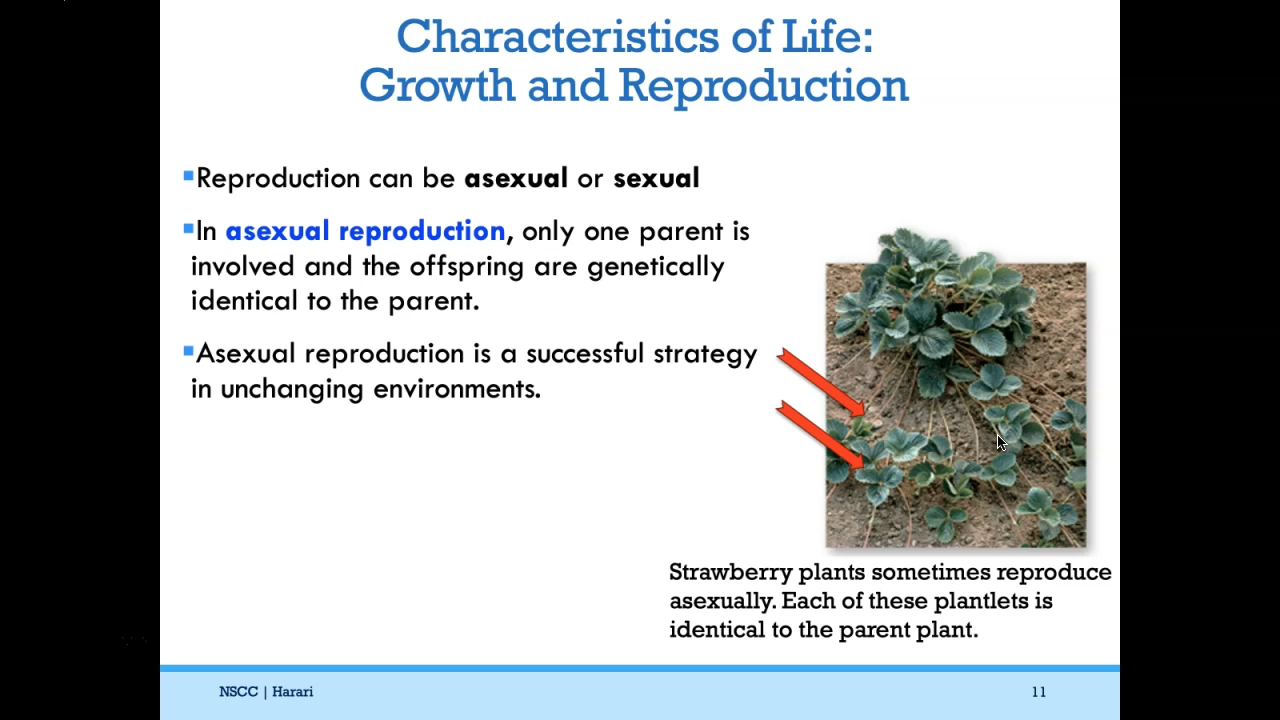 Characteristics of Life:
Growth and Reproduction
▪Reproduction can be asexual or sexual
▪In asexual reproduction, only one parent is
involved and the offspring are genetically
identical to the parent.
▪Asexual reproduction is a successful strategy
in unchanging environments.
Strawberry plants sometimes reproduce
asexually. Each of these plantlets is
identical to the parent plant.
NSCC | Harari
11